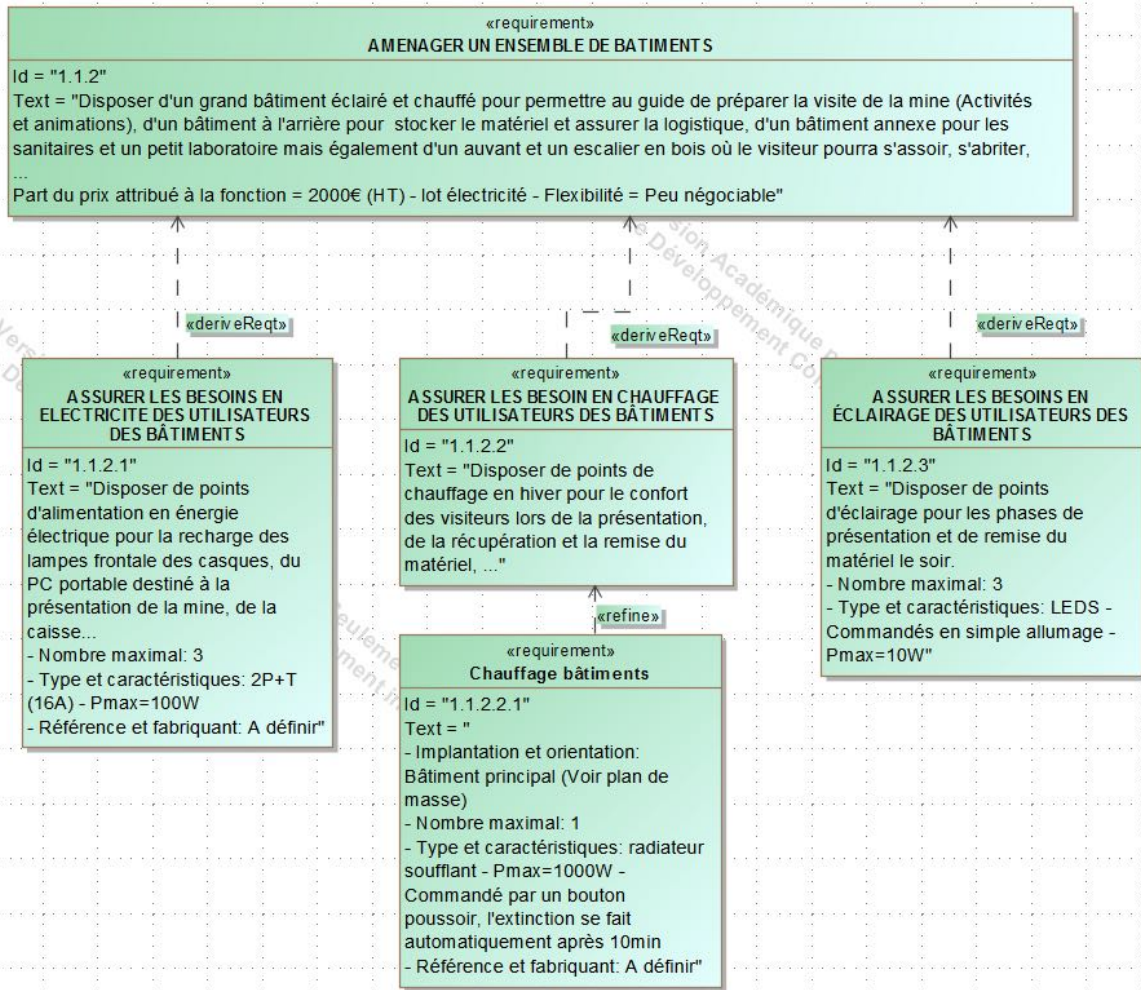 «requirement»
AMENAGER UN ENSEMBLE DE BATIMENTS
Id = "1.1.2"
Text = "Disposer d'un grand bâtiment éclairé et chauffé pour permettre au guide de préparer la visite de la mine (Activités
et animations), d'un bâtiment à l'arrière pour stocker le matériel et assurer la logistique, d'un bâtiment annexe pour les
sanitaires et un petit laboratoire mais également d'un auvant et un escalier en bois où le visiteur pourra s'assoir, s'abriter,
...
Part du prix attribué à la fonction = 2000€ (HT) - lot électricité - Flexibilité = Peu négociable"
«deriveReqt»
«deriveReqt»
«deriveReqt»
«requirement»
ASSURER LES BESOINS EN
ELECTRICITE DES UTILISATEURS
DES BÂTIMENTS
Id = "1.1.2.1"
Text = "Disposer de points
d'alimentation en énergie
électrique pour la recharge des
lampes frontale des casques, du
PC portable destiné à la
présentation de la mine, de la
caisse...
- Nombre maximal: 3
- Type et caractéristiques: 2P+T
(16A) - Pmax=100W
- Référence et fabriquant: A définir"
«requirement»
ASSURER LES BESOIN EN CHAUFFAGE
DES UTILISATEURS DES BÂTIMENTS
Id = "1.1.2.2"
Text = "Disposer de points de
chauffage en hiver pour le confort
des visiteurs lors de la présentation,
de la récupération et la remise du
matériel, ..."
«refine»
«requirement»
Chauffage bâtiments
Id = "1.1.2.2.1"
Text = "
- Implantation et orientation:
Bâtiment principal (Voir plan de
masse)
- Nombre maximal: 1
- Type et caractéristiques: radiateur
soufflant - Pmax=1000W -
Commandé par un bouton
poussoir, l'extinction se fait
automatiquement après 10min
- Référence et fabriquant: A définir"
«requirement»
ASSURER LES BESOINS EN
ÉCLAIRAGE DES UTILISATEURS DES
BÂTIMENTS
Id = "1.1.2.3"
Text = "Disposer de points
d'éclairage pour les phases de
présentation et de remise du
matériel le soir.
- Nombre maximal: 3
- Type et caractéristiques: LEDS -
Commandés en simple allumage -
Pmax=10W"